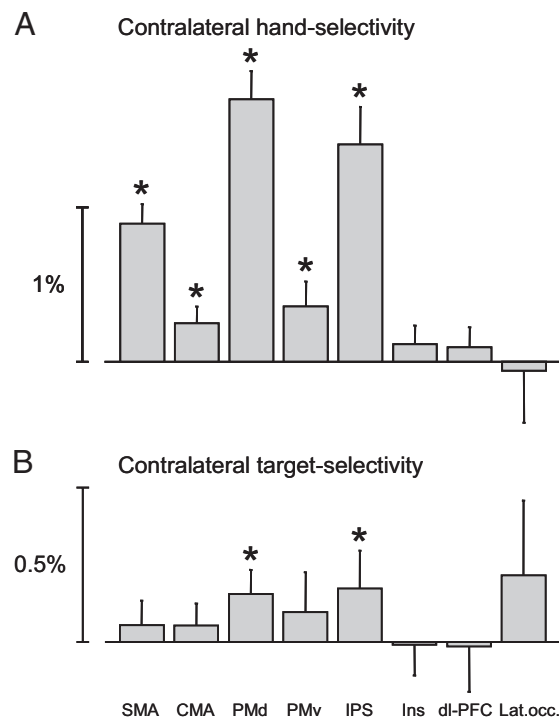 A Contralateral hand-selectivity
* * * * *
1%
B Contralateral target-selectivity
* *
0.5%
SMA CMA PMd PMv IPS Ins dl-PFC Lat.occ.